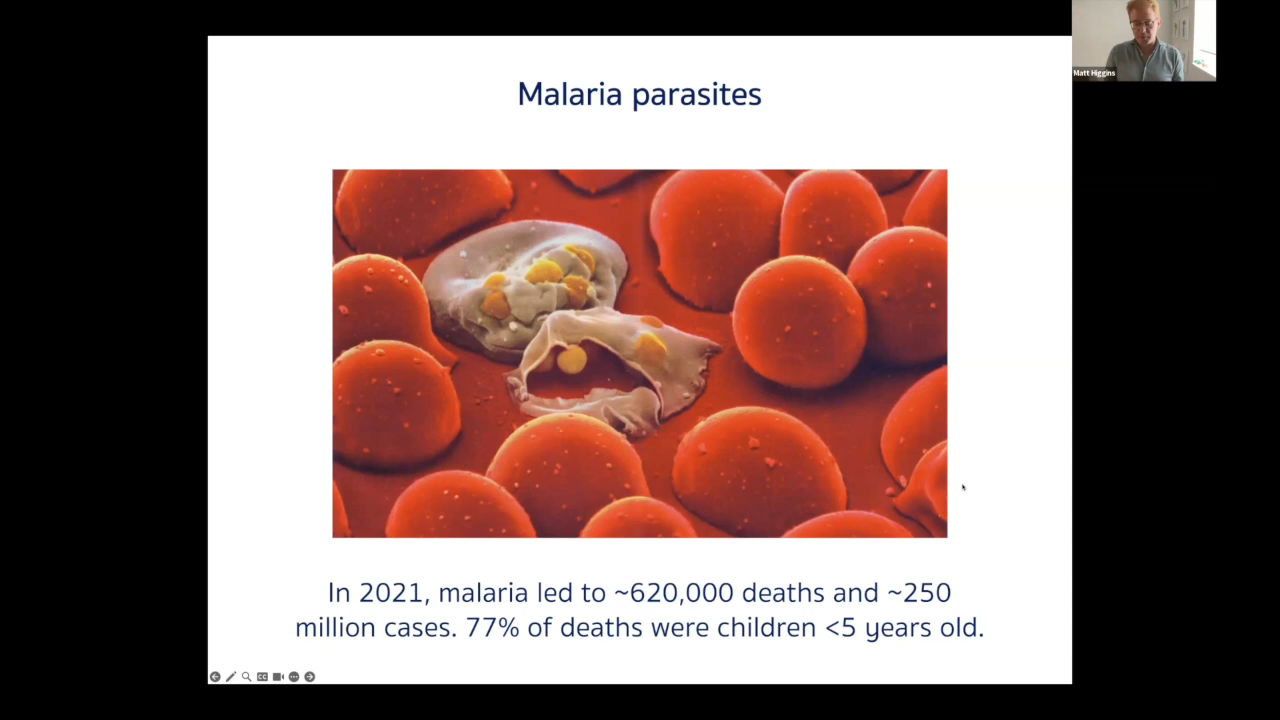 Matt Higgins
Malaria parasites
In 2021, malaria led to ~620,000 deaths and ~250
million cases. 77% of deaths were children <5 years old.
CC